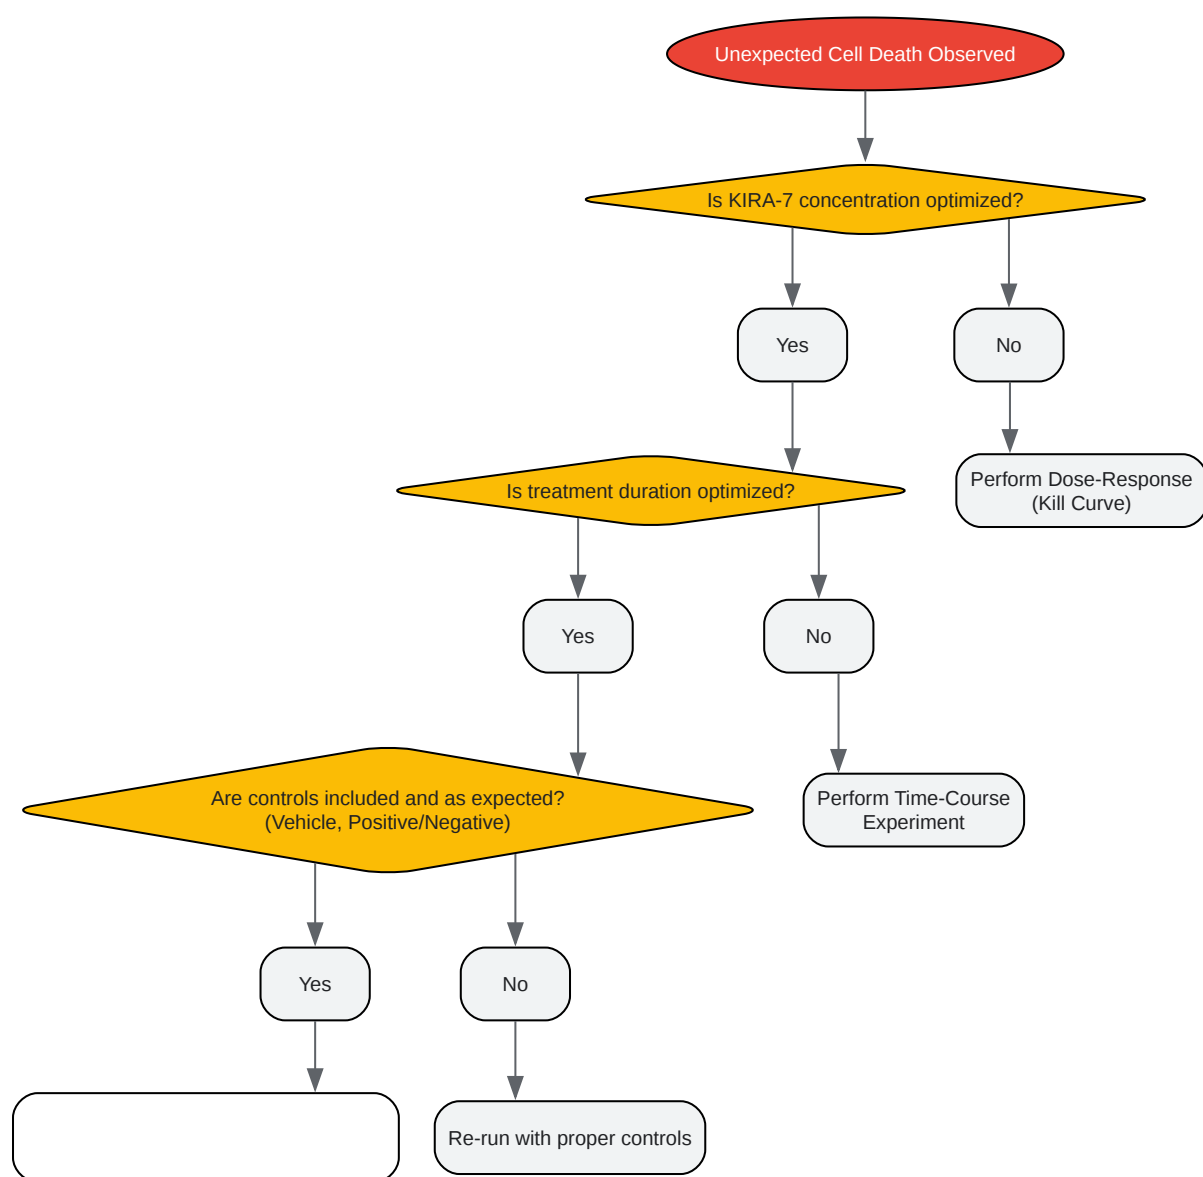 Unexpected Cell Death Observed
Is KIRA-7 concentration optimized?
Yes
No
Perform Dose-Response
(Kill Curve)
Is treatment duration optimized?
Yes
No
Perform Time-Course
Experiment
Are controls included and as expected?
(Vehicle, Positive/Negative)
Yes
No
Re-run with proper controls